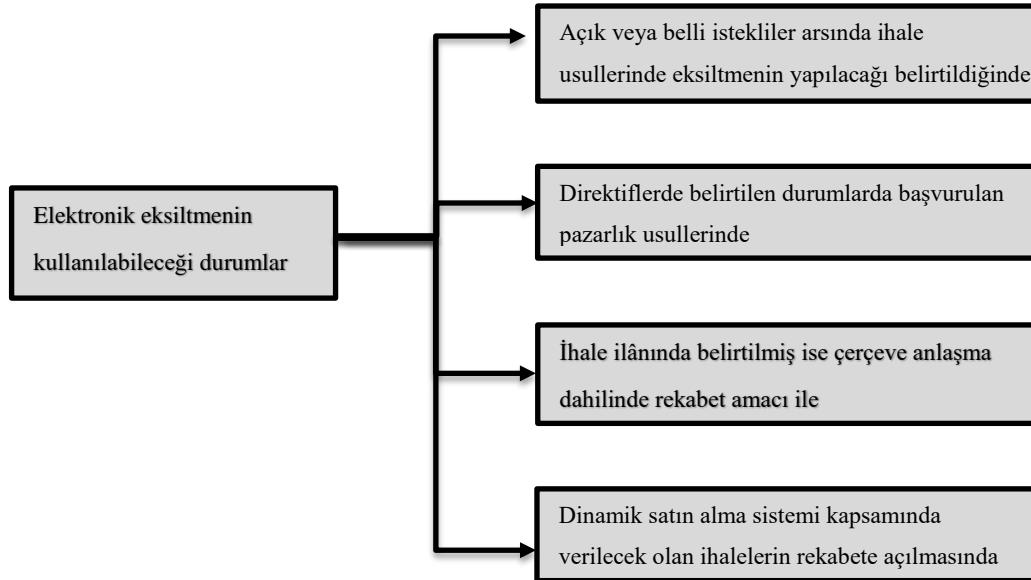 Açık veya belli istekliler arsında ihale
usullerinde eksiltmenin yapılacağı belirtildiğinde
Direktiflerde belirtilen durumlarda başvurulan
pazarlık usullerinde
Elektronik eksiltmenin
kullanılabileceği durumlar
İhale ilânında belirtilmiş ise çerçeve anlaşma
dahilinde rekabet amacı ile
Dinamik satın alma sistemi kapsamında
verilecek olan ihalelerin rekabete açılmasında